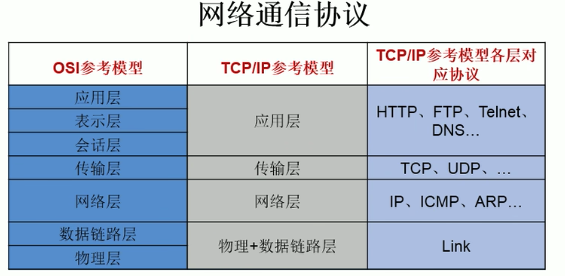 网络通信协议
OSI参考模型
TCP/IP参考模型
TCP/IP参考模型各层对
应协议
应用层
表示层
会话层
应用层
HTTP、FTP、Telnet、
DNS...
传输层
传输层
TCP、UDP、...
网络层
网络层
IP、ICMP、ARP...
数据链路层
物理层
物理+数据链路层
Link